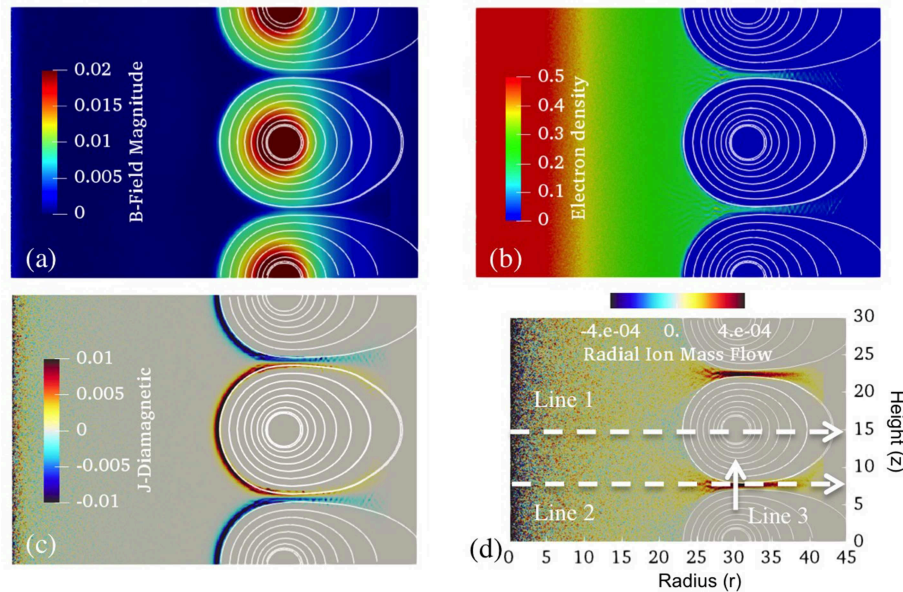 0.02
0.015
0.01
0.005
0
B-Field Magnitude
(a)
0.5
0.4
0.3
0.2
0.1
0
Electron density
(b)
0.01
0.005
0
-0.005
-0.01
J-Diamagnetic
(c)
-4.e-04 0. 4.e-04
Radial Ion Mass Flow
Line 1
Line 2
Line 3
(d)
30
25
20
15
10
5
0
Height (z)
0 5 10 15 20 25 30 35 40 45
Radius (r)